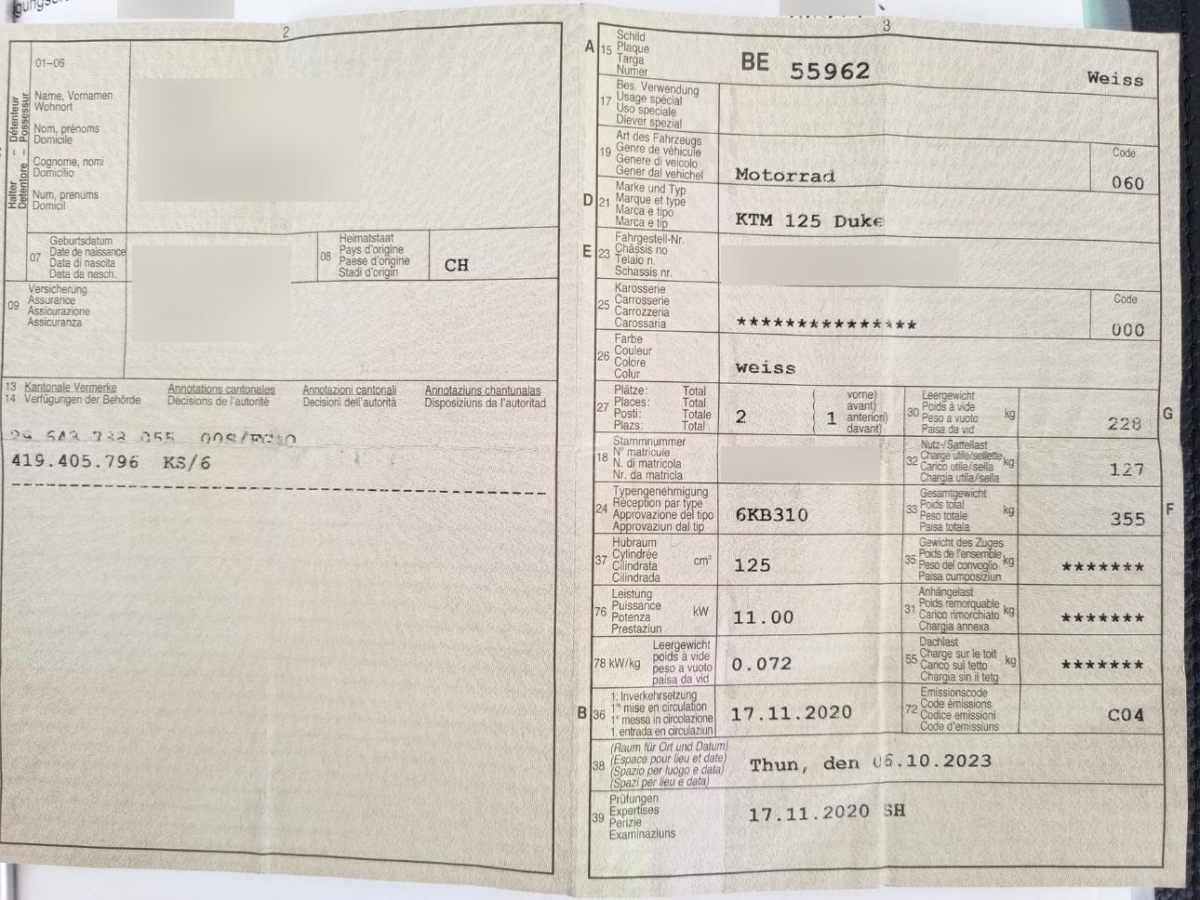 2
01-06
Halter – Détenteur
Detentore – Possessur
Name, Vornamen
Wohnort
Nom, prénoms
Domicile
Cognome, nomi
Domicilio
Num, prenums
Domicil
07 Geburtsdatum
Date de naissance
Data di nascita
Data da nasch.
08 Heimatstaat
Pays d'origine
Paese d'origine
Stadi d'origin
CH
09 Versicherung
Assurance
Assicurazione
Assicuranza
13 Kantonale Vermerke Annotations cantonales Annotazioni cantonali Annotaziuns chantunalas
14 Verfügungen der Behörde Décisions de l'autorité Decisioni dell'autorità Disposiziuns da l'autoritad
419.405.796 KS/6
3
A 15 Schild
Plaque
Targa
Numer
BE 55962 Weiss
17 Bes. Verwendung
Usage spécial
Uso speciale
Diever spezial
19 Art des Fahrzeugs
Genre de véhicule
Genere di veicolo
Gener dal vehichel
Motorrad
Code
060
D 21 Marke und Typ
Marque et type
Marca e tipo
Marca e tip
KTM 125 Duke
E 23 Fahrgestell-Nr.
Châssis no
Telaio n.
Schassis nr.
25 Karosserie
Carrosserie
Carrozzeria
Carossaria
***************
Code
000
26 Farbe
Couleur
Colore
Colur
weiss
27 Plätze: Total
Places: Total
Posti: Totale
Plazs: Total
2 ( 1 vorne)
avant)
anteriori)
davant)
30 Leergewicht
Poids à vide
Peso a vuoto
Paisa da vid
kg
228
G
18 Stammnummer
N° matricule
N. di matricola
Nr. da matricla
32 Nutz-/Sattellast
Charge utile/sellette
Carico utile/sella
Chargia utila/sella
kg
127
24 Typengenehmigung
Réception par type
Approvazione del tipo
Approvaziun dal tip
6KB310
33 Gesamtgewicht
Poids total
Peso totale
Paisa totala
kg
355
F
37 Hubraum
Cylindrée
Cilindrata
Cilindrada
cm³
125
35 Gewicht des Zuges
Poids de l'ensemble
Peso del convoglio
Paisa cumposiziun
kg
*******
76 Leistung
Puissance
Potenza
Prestaziun
kW
11.00
31 Anhängelast
Poids remorquable
Carico rimorchiato
Chargia annexa
kg
*******
78 kW/kg Leergewicht
poids à vide
peso a vuoto
paisa da vid
0.072
55 Dachlast
Charge sur le toit
Carico sul tetto
Chargia sin il tetg
kg
*******
B 36 1. Inverkehrsetzung
1re mise en circulation
1a messa in circolazione
1. entrada en circulaziun
17.11.2020
72 Emissionscode
Code émissions
Codice emissioni
Code d'emissiuns
C04
38 (Raum für Ort und Datum)
(Espace pour lieu et date)
(Spazio per luogo e data)
(Spazi per lieu e data)
Thun, den 06.10.2023
39 Prüfungen
Expertises
Perizie
Examinaziuns
17.11.2020 SH